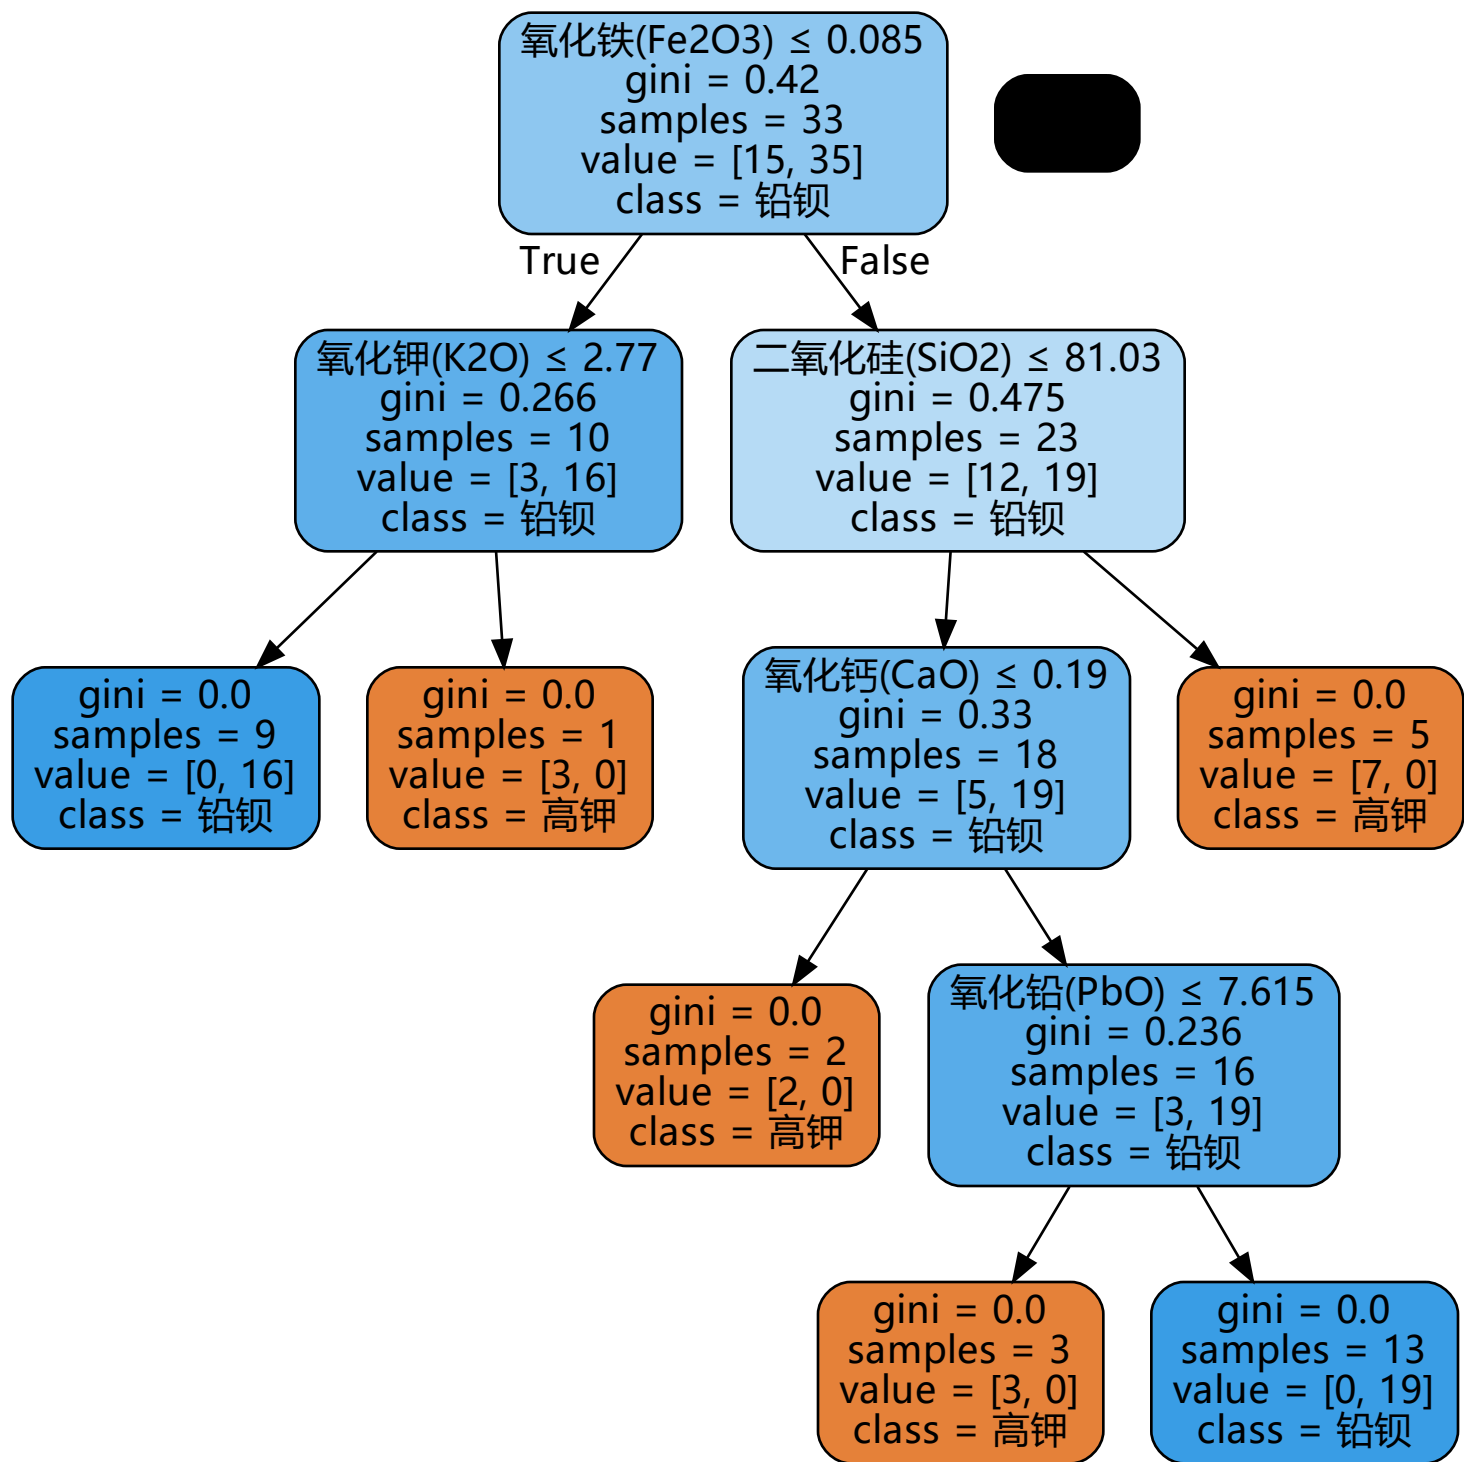 氧化铁(Fe2O3) ≤ 0.085
gini = 0.42
samples = 33
value = [15, 35]
class = 铅钡
True
False
氧化钾(K2O) ≤ 2.77
gini = 0.266
samples = 10
value = [3, 16]
class = 铅钡
二氧化硅(SiO2) ≤ 81.03
gini = 0.475
samples = 23
value = [12, 19]
class = 铅钡
gini = 0.0
samples = 9
value = [0, 16]
class = 铅钡
gini = 0.0
samples = 1
value = [3, 0]
class = 高钾
氧化钙(CaO) ≤ 0.19
gini = 0.33
samples = 18
value = [5, 19]
class = 铅钡
gini = 0.0
samples = 5
value = [7, 0]
class = 高钾
gini = 0.0
samples = 2
value = [2, 0]
class = 高钾
氧化铅(PbO) ≤ 7.615
gini = 0.236
samples = 16
value = [3, 19]
class = 铅钡
gini = 0.0
samples = 3
value = [3, 0]
class = 高钾
gini = 0.0
samples = 13
value = [0, 19]
class = 铅钡